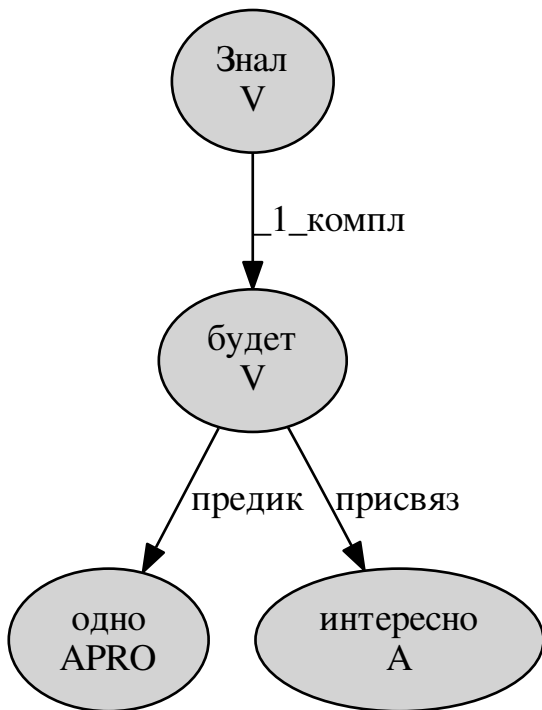 Знал
V
_1_компл
будет
V
предик
присвяз
одно
APRO
интересно
A